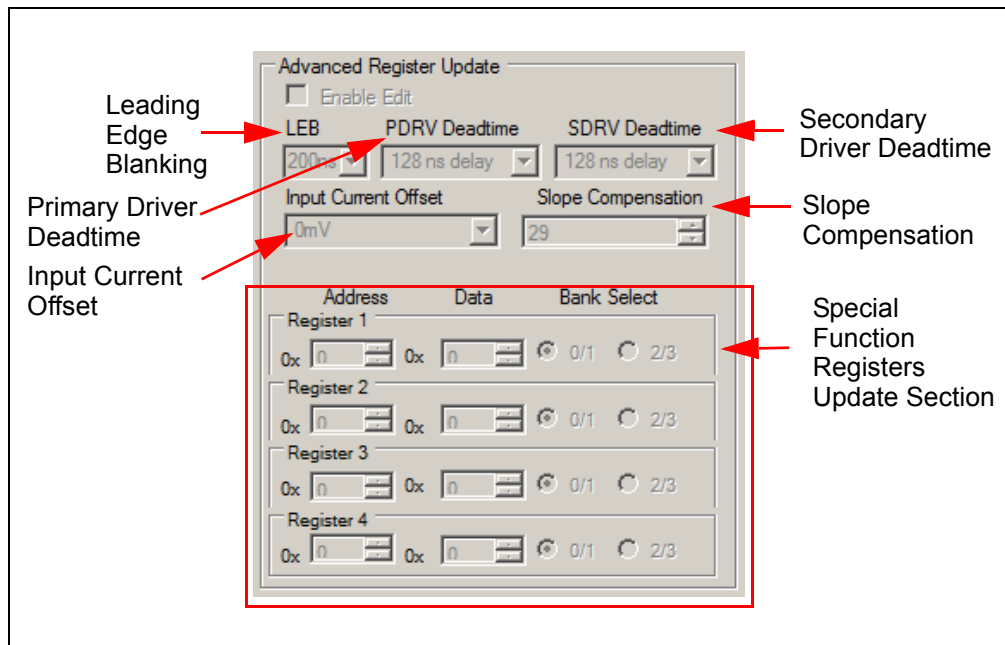 Advanced Register Update
Enable Edit
Leading
Edge
Blanking
LEB
PDRV Deadtime
SDRV Deadtime
Secondary
Driver Deadtime
200ns
128 ns delay
128 ns delay
Primary Driver
Deadtime
Input Current Offset
Slope Compensation
Slope
Compensation
0mV
29
Input Current
Offset
Address Data Bank Select
Special
Function
Registers
Update Section
Register 1
0x 0 0x 0 0/1 2/3
Register 2
0x 0 0x 0 0/1 2/3
Register 3
0x 0 0x 0 0/1 2/3
Register 4
0x 0 0x 0 0/1 2/3